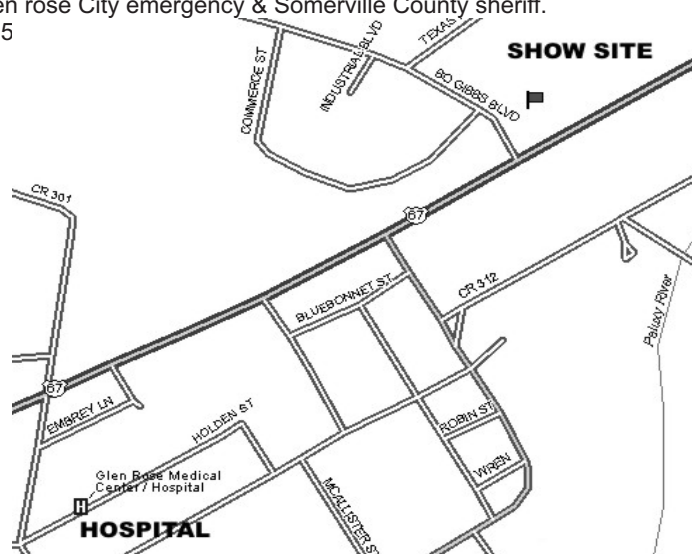 en rose City emergency & Somerville County sheriff.
5
SHOW SITE
TEXAS
INDUSTRIAL BLVD
COMMERCE ST
BO GIBBS BLVD
CR 301
67
CR 312
BLUEBONNET ST
Paluxy River
67
EMBREY LN
HOLDEN ST
ROBIN ST
WREN
Glen Rose Medical
Center / Hospital
H
HOSPITAL
MCALLISTER ST